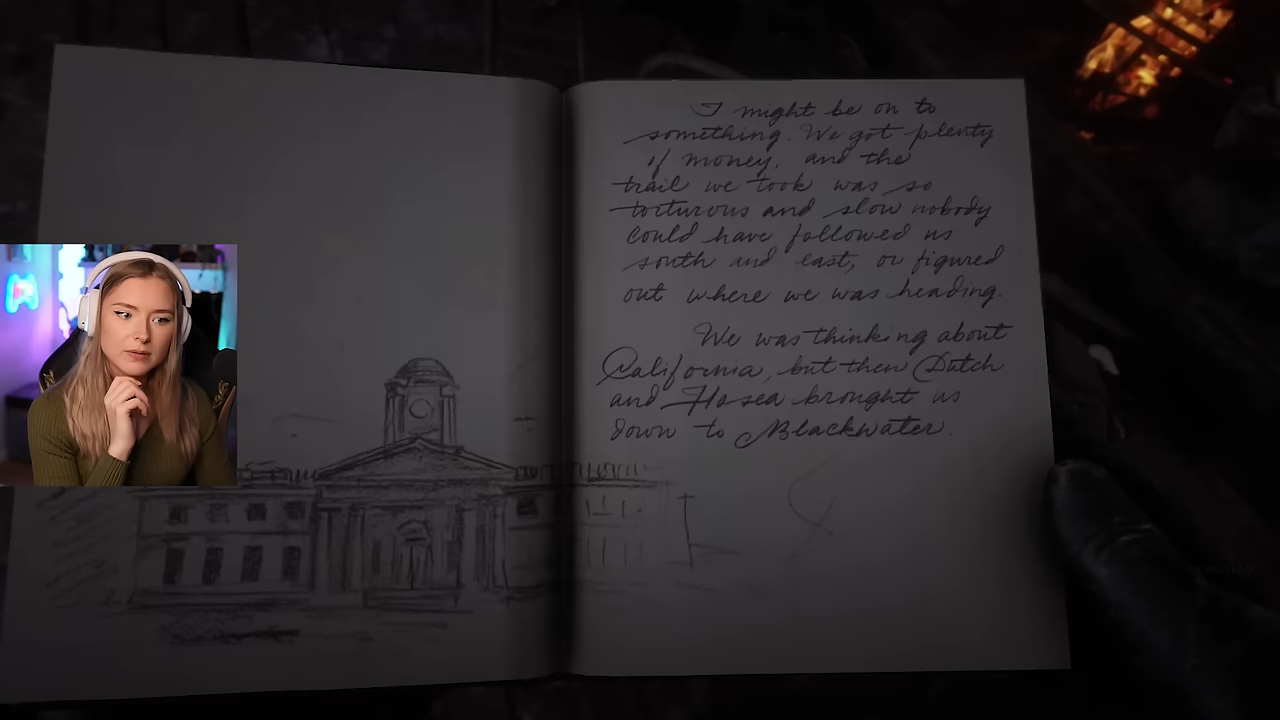 I might be on to
something. We got plenty
of money, and the
trail we took was so
torturous and slow nobody
could have followed us
south and east, or figured
out where we was heading.
We was thinking about
California, but then Dutch
and Hosea brought us
down to Blackwater.